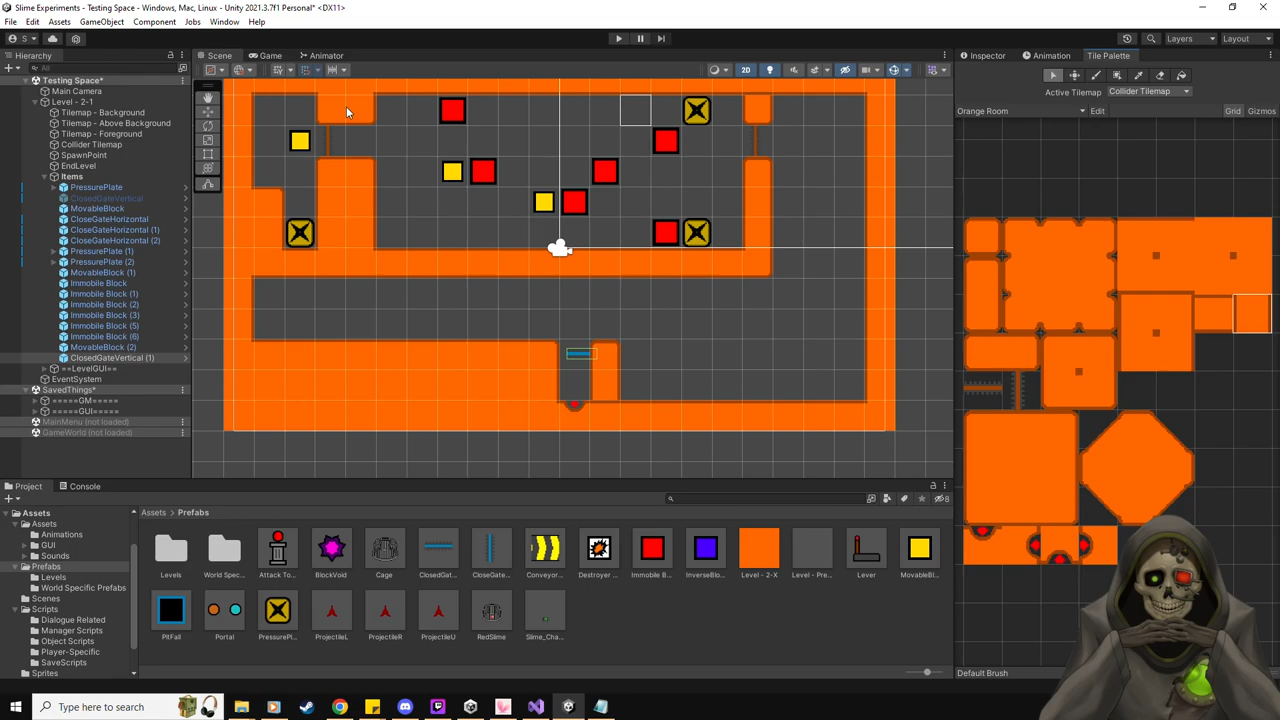 Slime Experiments - Testing Space - Windows, Mac, Linux - Unity 2021.3.7f1 Personal* <DX11>
File Edit Assets GameObject Component Jobs Window Help
S Layers Layout
Hierarchy Scene Game Animator Inspector Animation Tile Palette
All 2D
Testing Space*
Main Camera
Level - 2-1
Tilemap - Background
Tilemap - Above Background
Tilemap - Foreground
Collider Tilemap
SpawnPoint
EndLevel
Items
PressurePlate
ClosedGateVertical
MovableBlock
CloseGateHorizontal
CloseGateHorizontal (1)
CloseGateHorizontal (2)
PressurePlate (1)
PressurePlate (2)
MovableBlock (1)
Immobile Block
Immobile Block (1)
Immobile Block (2)
Immobile Block (3)
Immobile Block (5)
Immobile Block (6)
MovableBlock (2)
ClosedGateVertical (1)
==LevelGUI==
EventSystem
SavedThings*
=====GM=====
=====GUI=====
MainMenu (not loaded)
GameWorld (not loaded)
Active Tilemap Collider Tilemap
Orange Room Edit Grid Gizmos
Default Brush
Project Console
8
Assets
Assets
Animations
GUI
Sounds
Prefabs
Levels
World Specific Prefabs
Scenes
Scripts
Dialogue Related
Manager Scripts
Object Scripts
Player-Specific
SaveScripts
Sprites
Assets > Prefabs
Levels World Spec... Attack To... BlockVoid Cage ClosedGat... CloseGate... Conveyor... Destroyer ... Immobile B... InverseBlo... Level - 2-X Level - Pre... Lever MovableBl...
PitFall Portal PressurePl... ProjectileL ProjectileR ProjectileU RedSlime Slime_Cha...
Type here to search